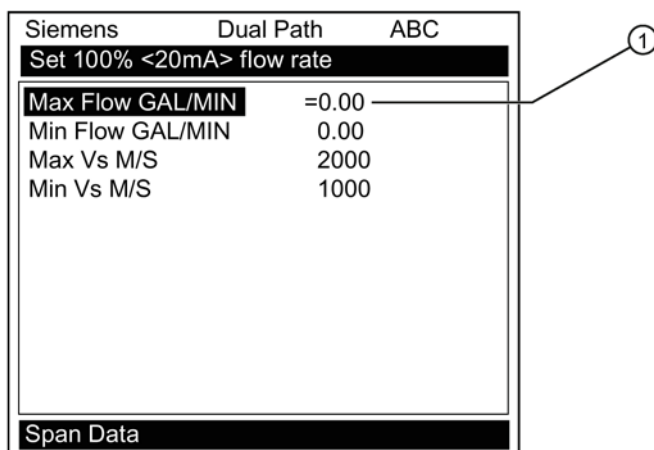 Siemens Dual Path ABC
Set 100% <20mA> flow rate
1
Max Flow GAL/MIN =0.00
Min Flow GAL/MIN 0.00
Max Vs M/S 2000
Min Vs M/S 1000
Span Data